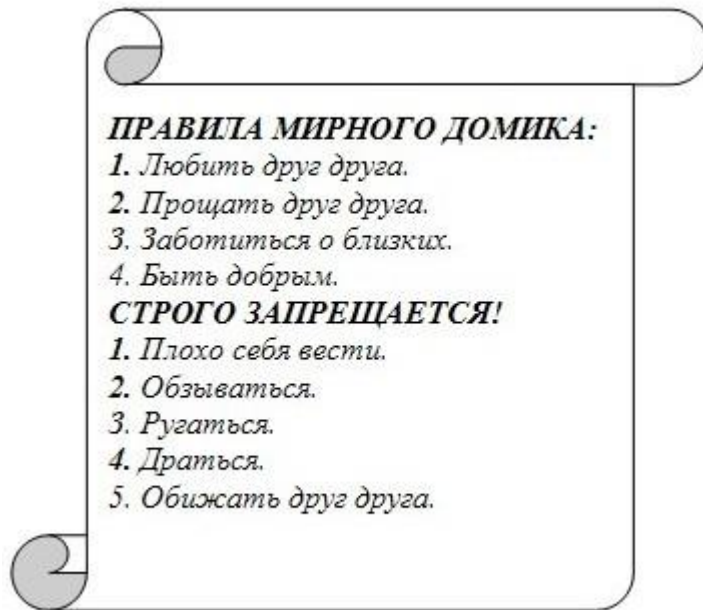 ПРАВИЛА МИРНОГО ДОМИКА:
1. Любить друг друга.
2. Прощать друг друга.
3. Заботиться о близких.
4. Быть добрым.
СТРОГО ЗАПРЕЩАЕТСЯ!
1. Плохо себя вести.
2. Обзываться.
3. Ругаться.
4. Драться.
5. Обижать друг друга.